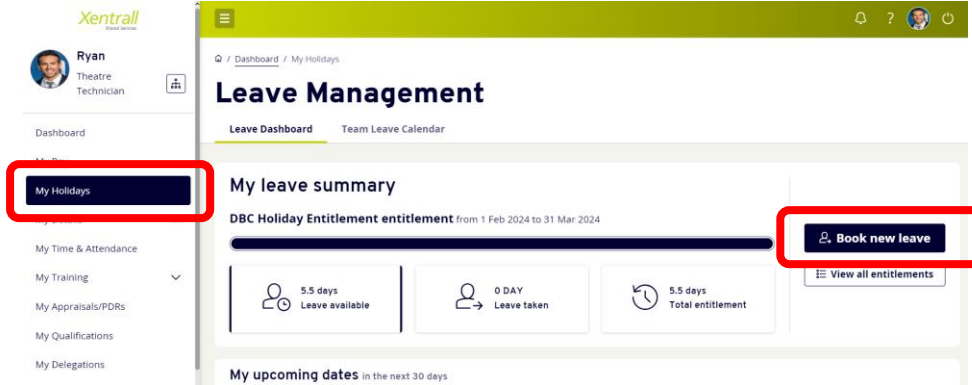 Xentrall
Shared Services
Ryan
Theatre
Technician
Dashboard
My Holidays
My Time & Attendance
My Training
My Appraisals/PDRs
My Qualifications
My Delegations
?
/ Dashboard / My Holidays
Leave Management
Leave Dashboard Team Leave Calendar
My leave summary
DBC Holiday Entitlement entitlement from 1 Feb 2024 to 31 Mar 2024
5.5 days
Leave available
0 DAY
Leave taken
5.5 days
Total entitlement
Book new leave
View all entitlements
My upcoming dates in the next 30 days